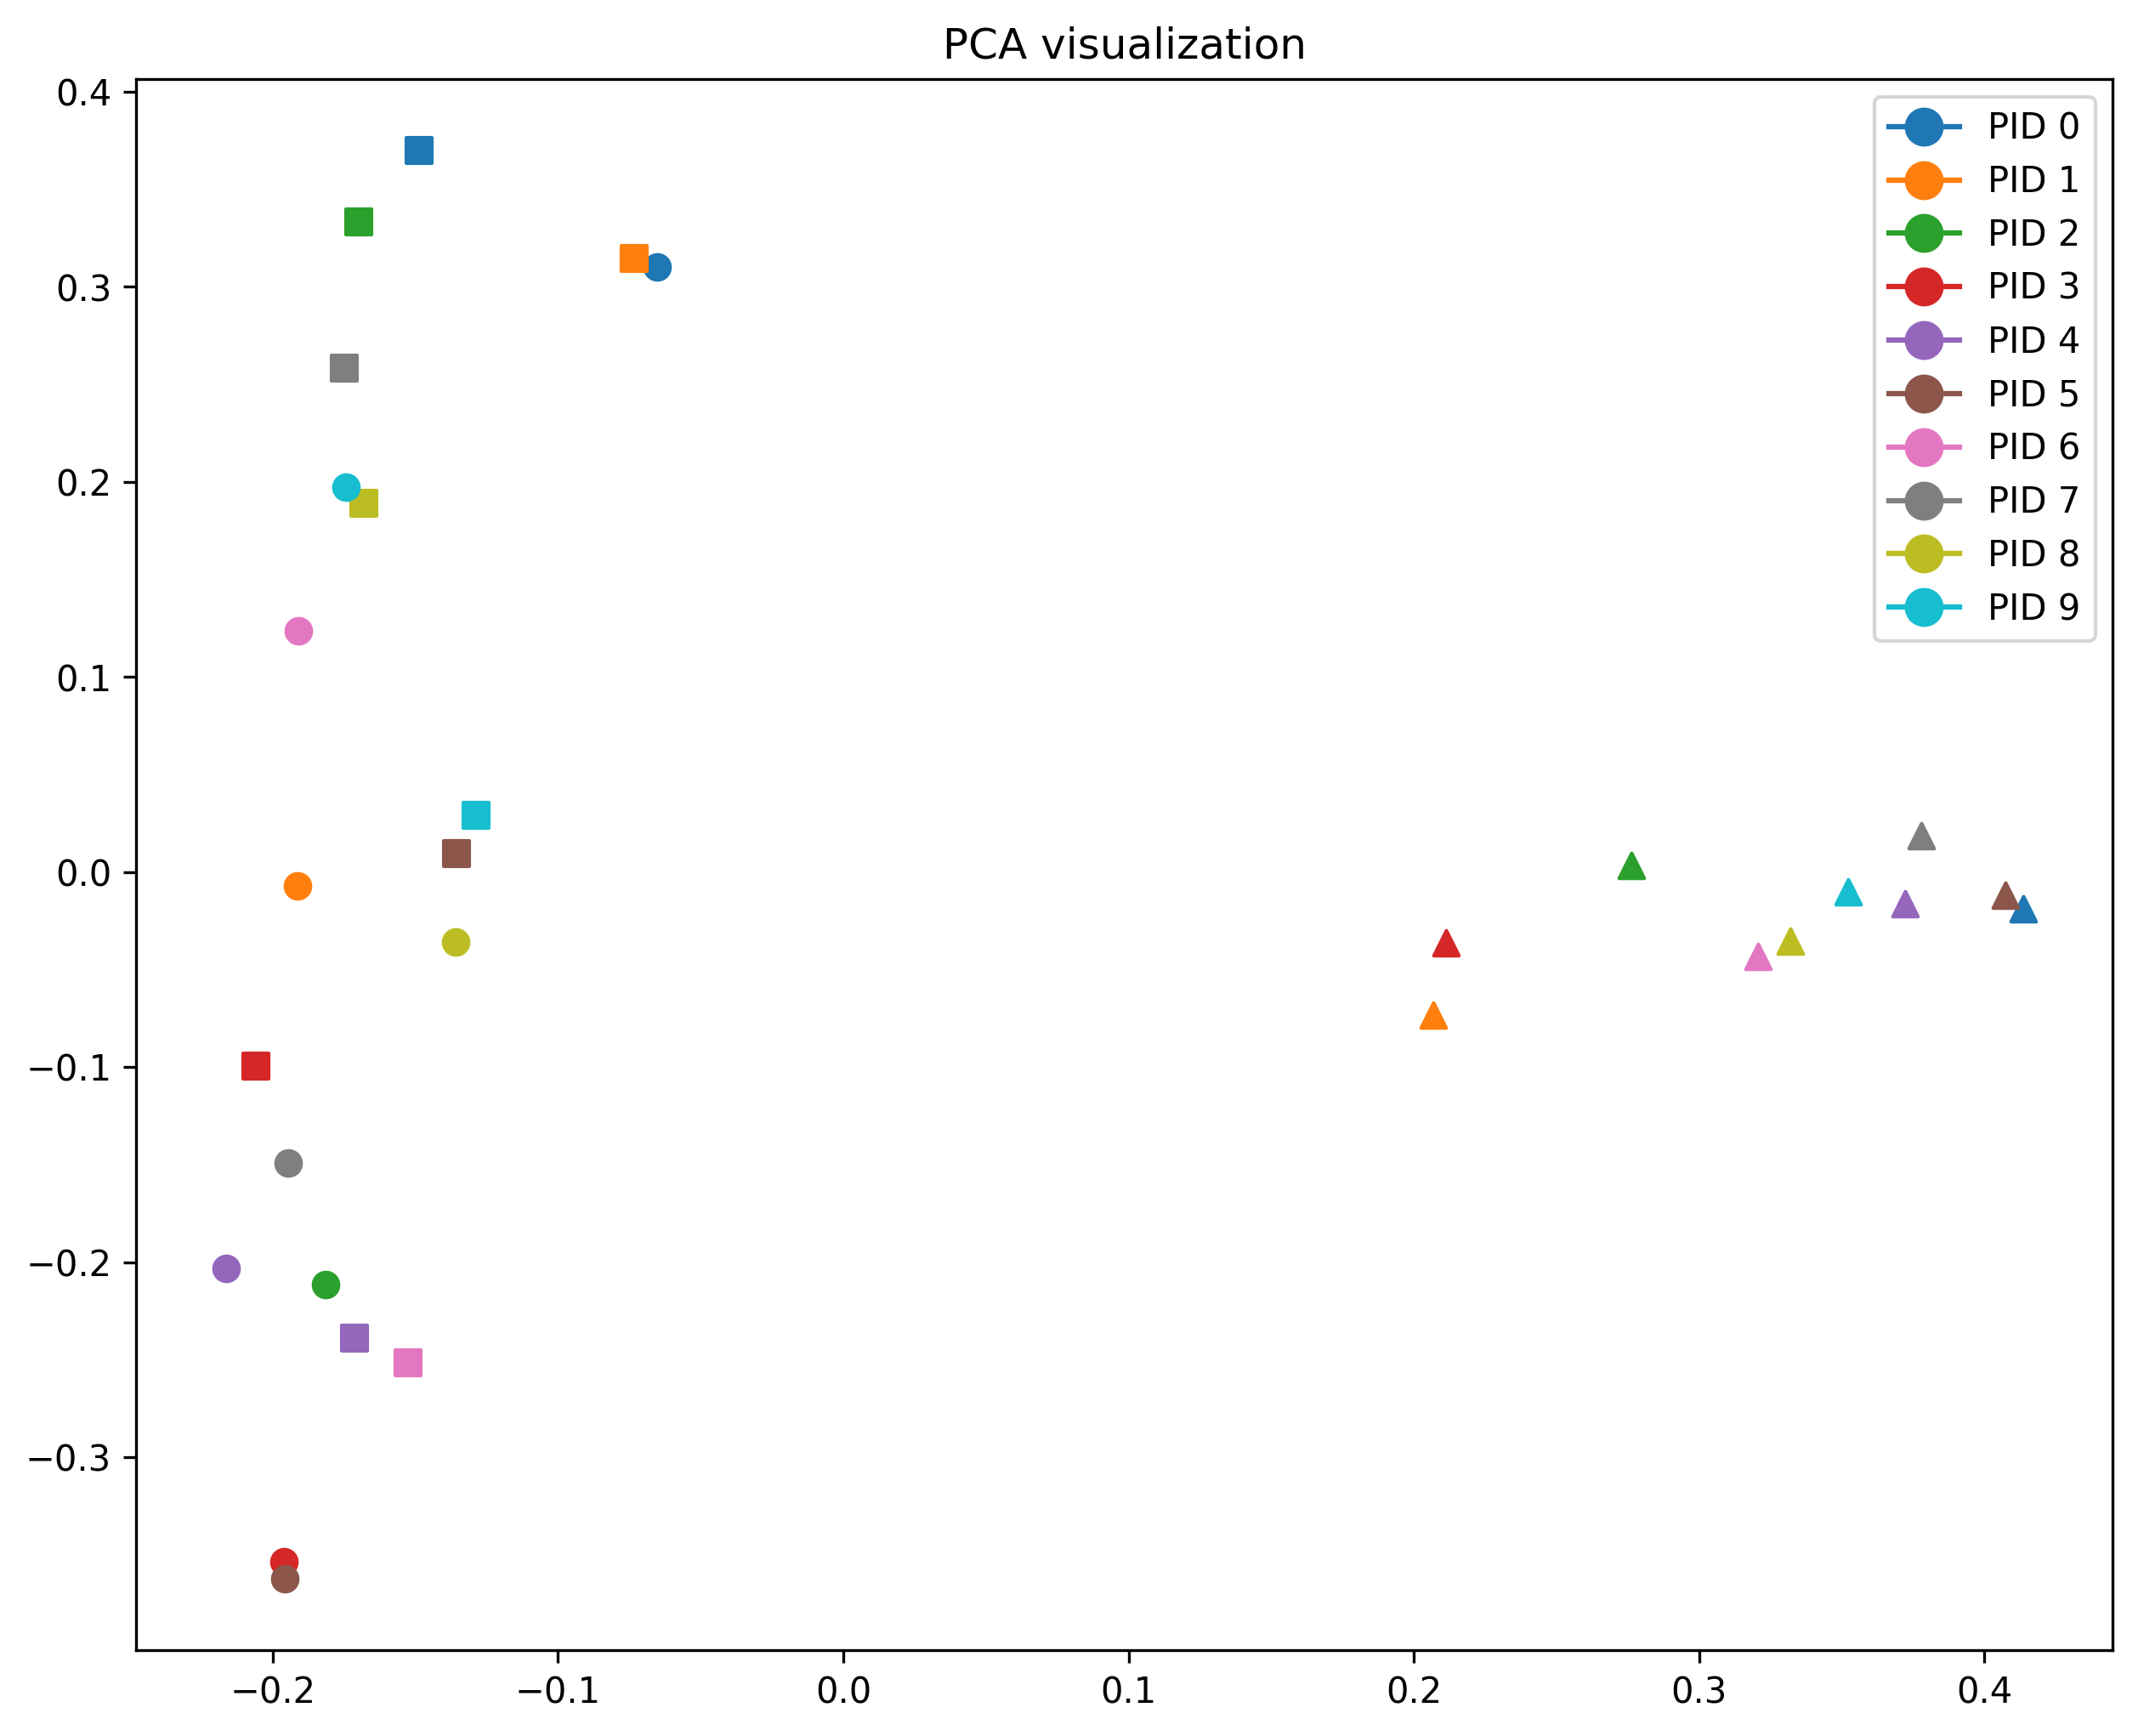 PCA visualization
0.4
0.3
0.2
0.1
0.0
−0.1
−0.2
−0.3
−0.2 −0.1 0.0 0.1 0.2 0.3 0.4
PID 0
PID 1
PID 2
PID 3
PID 4
PID 5
PID 6
PID 7
PID 8
PID 9